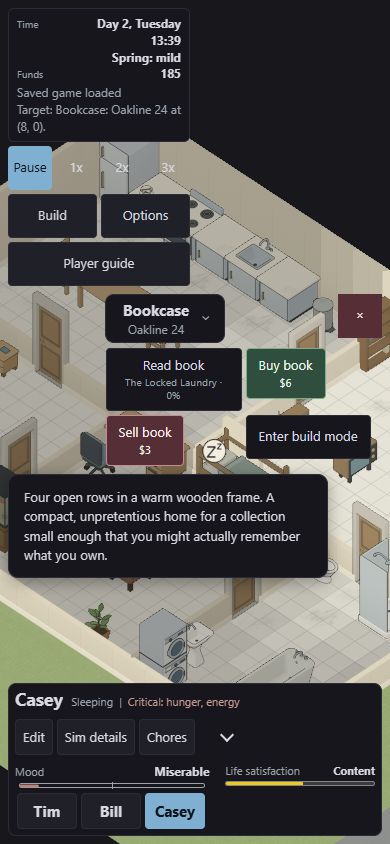 Time Day 2, Tuesday
13:39
Spring: mild
Funds 185
Saved game loaded
Target: Bookcase: Oakline 24 at
(8, 0).
Pause 1x 2x 3x
Build Options
Player guide
Bookcase
Oakline 24
×
Read book
The Locked Laundry ·
0%
Buy book
$6
Sell book
$3
Enter build mode
Zzz
Four open rows in a warm wooden frame. A
compact, unpretentious home for a collection
small enough that you might actually remember
what you own.
Casey Sleeping | Critical: hunger, energy
Edit Sim details Chores
Mood Miserable
Life satisfaction Content
Tim Bill Casey